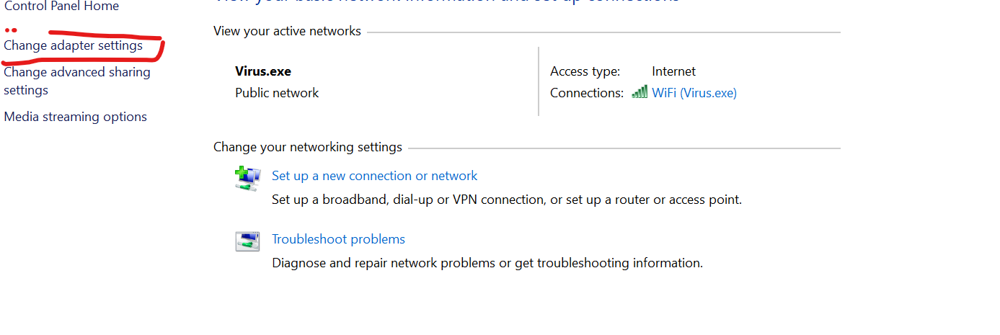 Control Panel Home
View your basic network information and set up connections
Change adapter settings
Change advanced sharing
settings
Media streaming options
View your active networks
Virus.exe
Public network
Access type: Internet
Connections: WiFi (Virus.exe)
Change your networking settings
Set up a new connection or network
Set up a broadband, dial-up or VPN connection, or set up a router or access point.
Troubleshoot problems
Diagnose and repair network problems or get troubleshooting information.